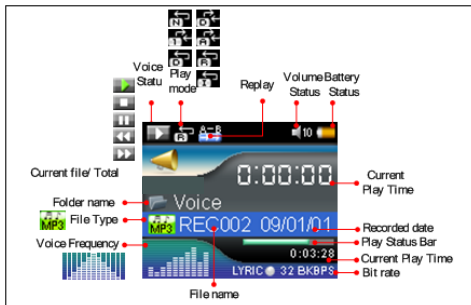 N D
1 A
D R
R I
Voice Statu
Play mode
Replay
Volume Status
Battery Status
R
A-B
10
Current file/ Total
0:00:00
Current Play Time
Folder name
Voice
MP3
File Type
MP3
REC002 09/01/01
Recorded date
Voice Frequency
Play Status Bar
0:03:28
Current Play Time
LYRIC 32 BKBPS
Bit rate
File name